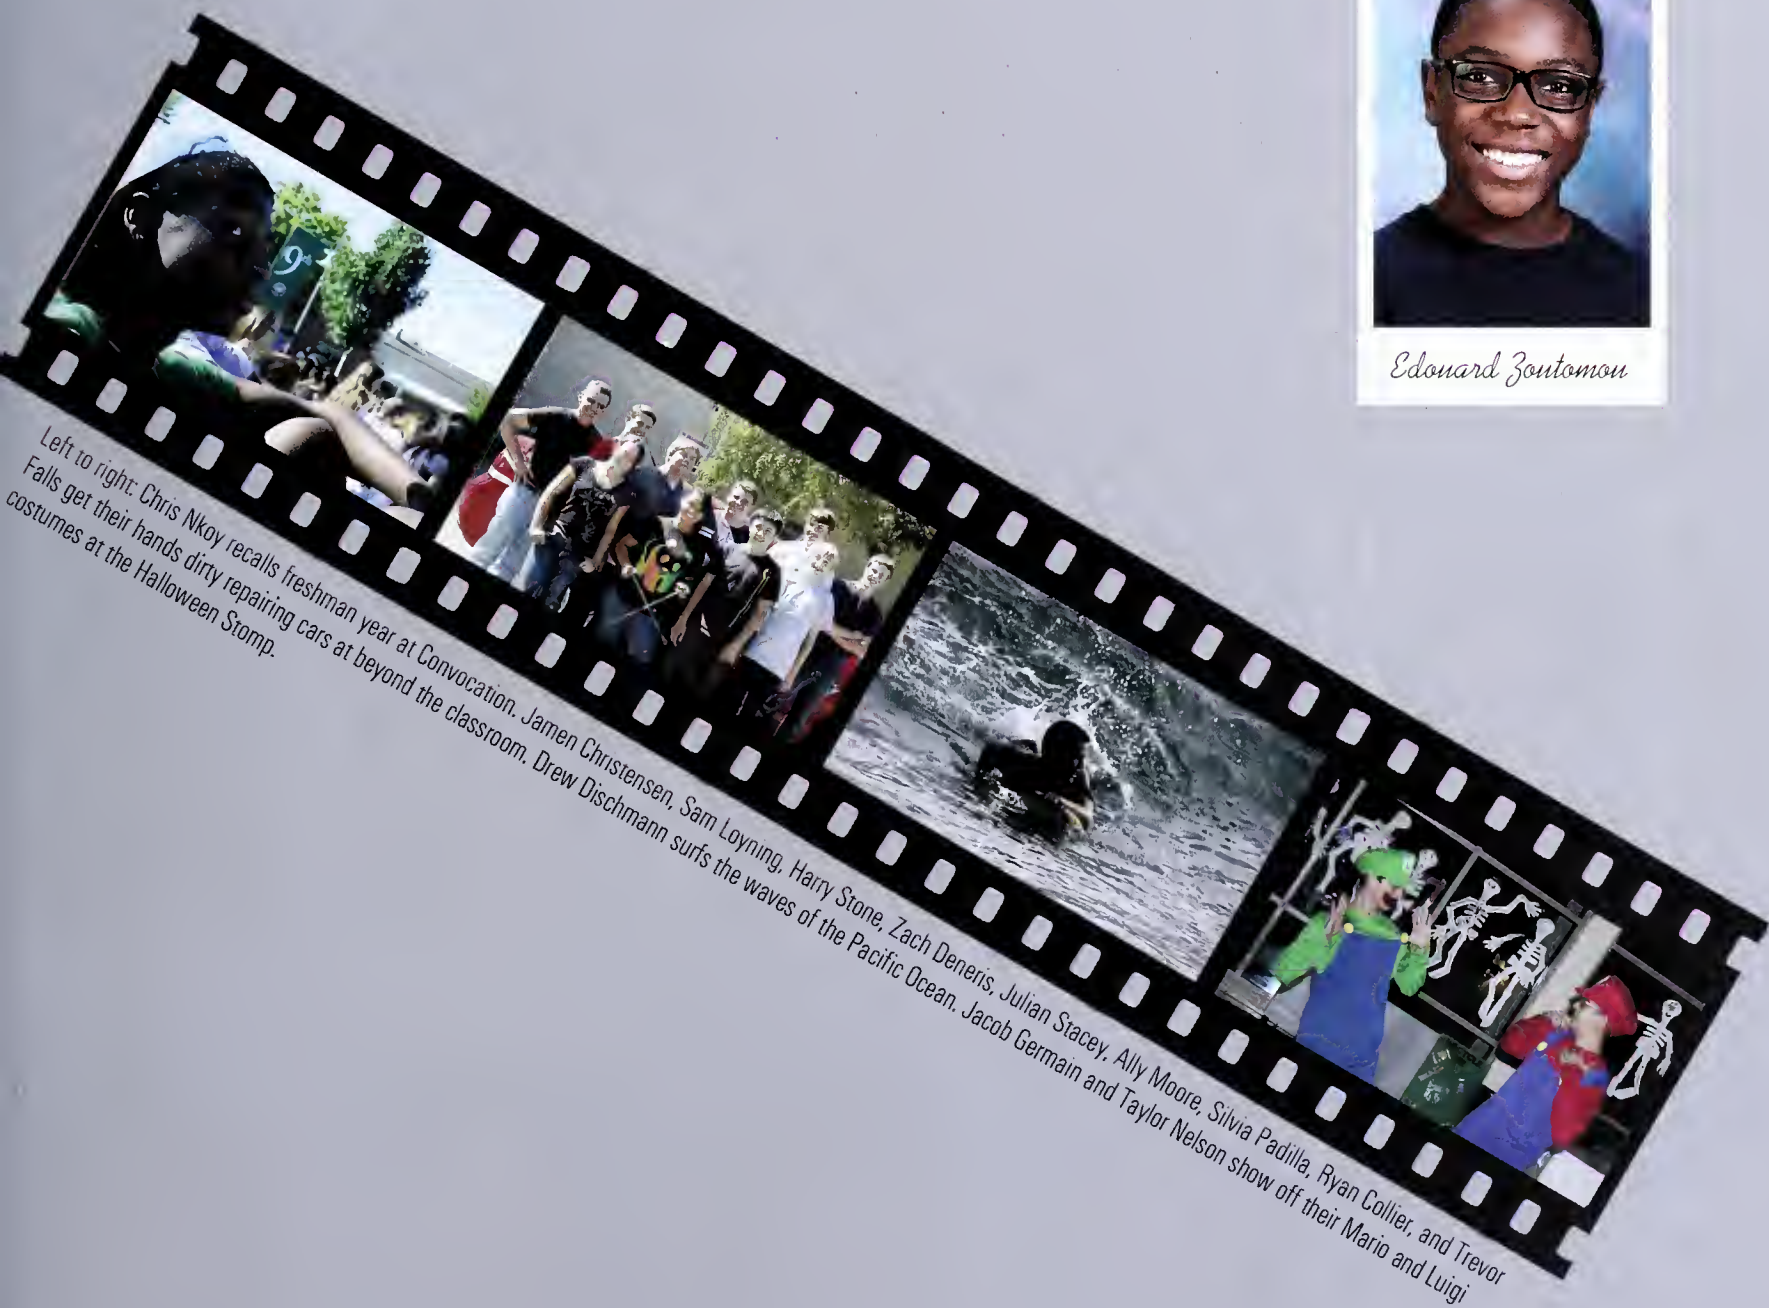 9th
Edouard Zoutomou
Left to right: Chris Nkoy recalls freshman year at Convocation. Jamen Christensen, Sam Loyning, Harry Stone, Zach Deneris, Julian Stacey, Ally Moore, Silvia Padilla, Ryan Collier, and Trevor
Falls get their hands dirty repairing cars at beyond the classroom. Drew Dischmann surfs the waves of the Pacific Ocean. Jacob Germain and Taylor Nelson show off their Mario and Luigi
costumes at the Halloween Stomp.